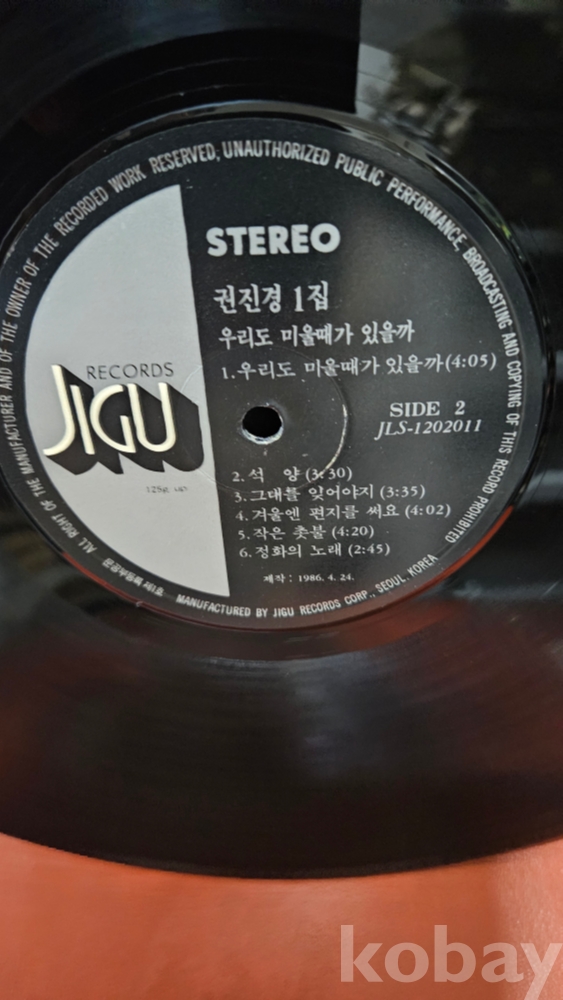 ALL RIGHT OF THE MANUFACTURER AND OF THE OWNER OF THE RECORDED WORK RESERVED, UNAUTHORIZED PUBLIC PERFORMANCE BROADCASTING AND COPYING OF THIS RECORD PROHIBITED
STEREO
권진경 1집
우리도 미울때가 있을까
1. 우리도 미울때가 있을까(4:05)
RECORDS
JIGU
SIDE 2
JLS-1202011
2. 석 양 (3:30)
3. 그대를 잊어야지 (3:35)
4. 겨울엔 편지를 써요 (4:02)
5. 작은 촛불 (4:20)
6. 정화의 노래 (2:45)
제작 : 1986. 4. 24.
MANUFACTURED BY JIGU RECORDS CORP., SEOUL, KOREA
kobay